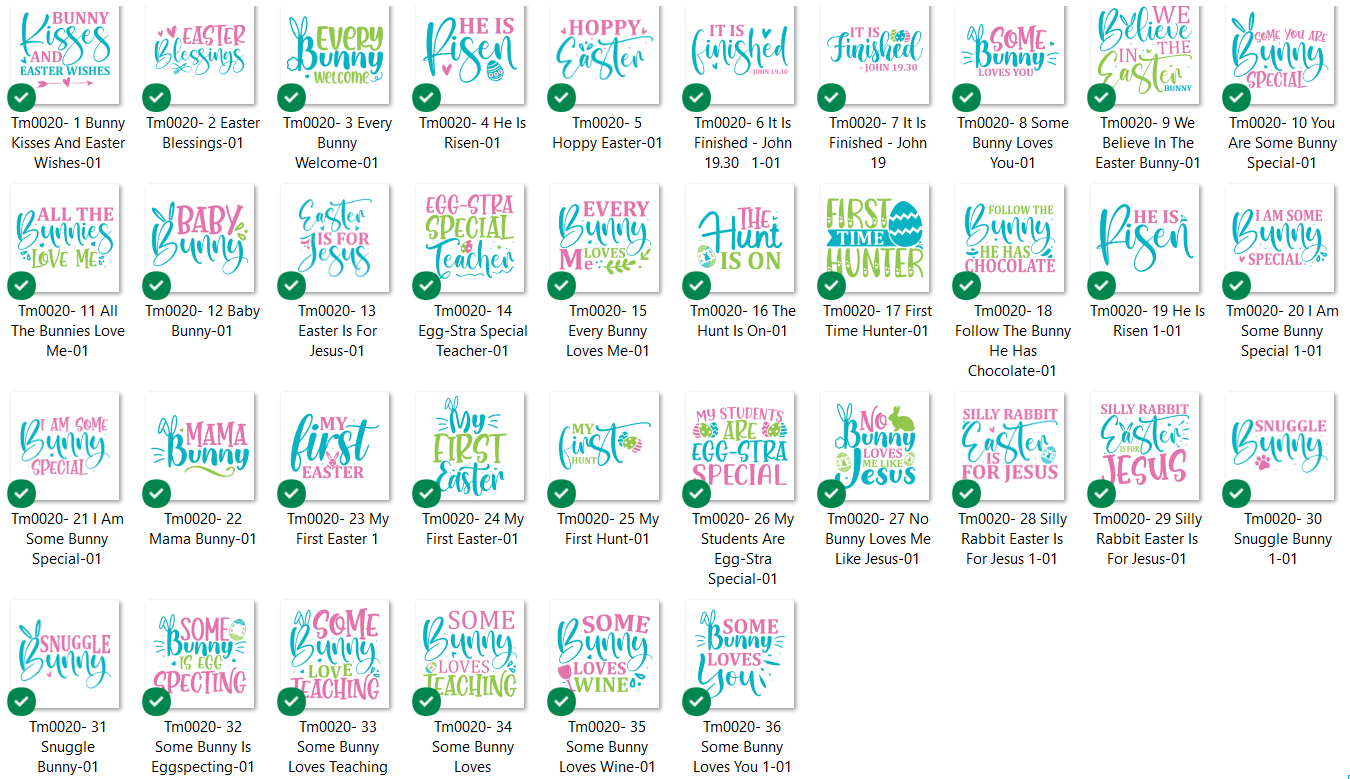 BUNNY
Kisses
AND
EASTER WISHES
EASTER
Blessings
EVERY
Bunny
WELCOME
HE IS
Risen
HOPPY
Easter
IT IS
finished
JOHN 19.30
IT IS
Finished
- JOHN 19.30
SOME
Bunny
LOVES YOU
WE
Believe
IN THE
Easter
BUNNY
SOME YOU ARE
Bunny
SPECIAL
Tm0020- 1 Bunny
Kisses And Easter
Wishes-01
Tm0020- 2 Easter
Blessings-01
Tm0020- 3 Every
Bunny
Welcome-01
Tm0020- 4 He Is
Risen-01
Tm0020- 5
Hoppy Easter-01
Tm0020- 6 It Is
Finished - John
19.30 1-01
Tm0020- 7 It Is
Finished - John
19
Tm0020- 8 Some
Bunny Loves
You-01
Tm0020- 9 We
Believe In The
Easter Bunny-01
Tm0020- 10 You
Are Some Bunny
Special-01
ALL THE
Bunnies
LOVE ME
BABY
Bunny
Easter
IS FOR
Jesus
EGG-STRA
SPECIAL
Teacher
EVERY
Bunny
LOVES
Me
THE
Hunt
IS ON
FIRST
TIME
HUNTER
FOLLOW THE
Bunny
HE HAS
CHOCOLATE
HE IS
Risen
I AM SOME
Bunny
SPECIAL
Tm0020- 11 All
The Bunnies Love
Me-01
Tm0020- 12 Baby
Bunny-01
Tm0020- 13
Easter Is For
Jesus-01
Tm0020- 14
Egg-Stra Special
Teacher-01
Tm0020- 15
Every Bunny
Loves Me-01
Tm0020- 16 The
Hunt Is On-01
Tm0020- 17 First
Time Hunter-01
Tm0020- 18
Follow The Bunny
He Has
Chocolate-01
Tm0020- 19 He Is
Risen 1-01
Tm0020- 20 I Am
Some Bunny
Special 1-01
I AM SOME
Bunny
SPECIAL
MAMA
Bunny
MY
first
EASTER
My
FIRST
Easter
MY
first
HUNT
MY STUDENTS
ARE
EGG-STRA
SPECIAL
No
Bunny
LOVES
ME LIKE
Jesus
SILLY RABBIT
Easter
IS
FOR JESUS
SILLY RABBIT
Easter
IS FOR
JESUS
SNUGGLE
Bunny
Tm0020- 21 I Am
Some Bunny
Special-01
Tm0020- 22
Mama Bunny-01
Tm0020- 23 My
First Easter 1
Tm0020- 24 My
First Easter-01
Tm0020- 25 My
First Hunt-01
Tm0020- 26 My
Students Are
Egg-Stra
Special-01
Tm0020- 27 No
Bunny Loves Me
Like Jesus-01
Tm0020- 28 Silly
Rabbit Easter Is
For Jesus 1-01
Tm0020- 29 Silly
Rabbit Easter Is
For Jesus-01
Tm0020- 30
Snuggle Bunny
1-01
SNUGGLE
Bunny
SOME
Bunny
IS EGG
SPECTING
SOME
Bunny
LOVE
TEACHING
SOME
Bunny
LOVES
TEACHING
SOME
Bunny
LOVES
WINE
SOME
Bunny
LOVES
You
Tm0020- 31
Snuggle
Bunny-01
Tm0020- 32
Some Bunny Is
Eggspecting-01
Tm0020- 33
Some Bunny
Loves Teaching
Tm0020- 34
Some Bunny
Loves
Tm0020- 35
Some Bunny
Loves Wine-01
Tm0020- 36
Some Bunny
Loves You 1-01